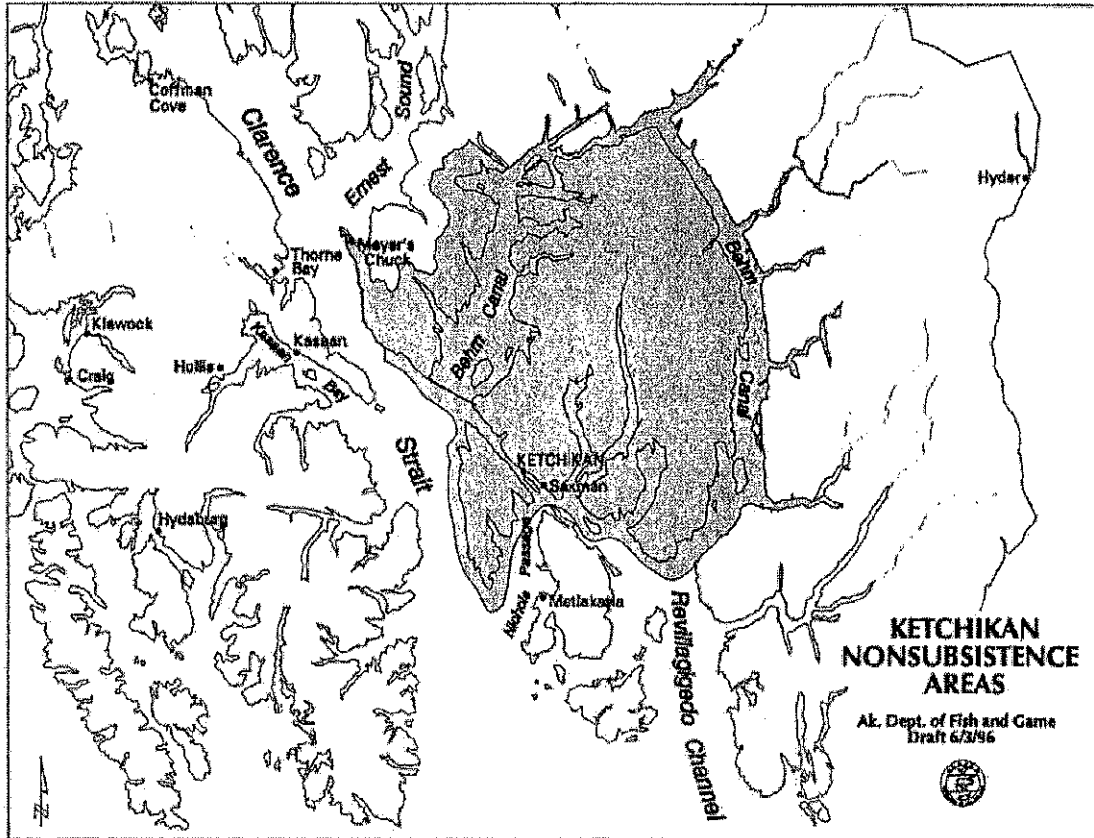 Coffman
Cove
Clarence
Sound
Ernest
Hyder
Meyer's
Chuck
Thorne
Bay
Behm
Canal
Behm
Canal
Klawock
Craig
Hollis
Kasaan
Kasaan
Bay
Strait
KETCHIKAN
Saxman
Hydaburg
Nichols
Passage
Metlakatla
Revillagigedo Channel
KETCHIKAN
NONSUBSISTENCE
AREAS
Ak. Dept. of Fish and Game
Draft 6/3/96
N